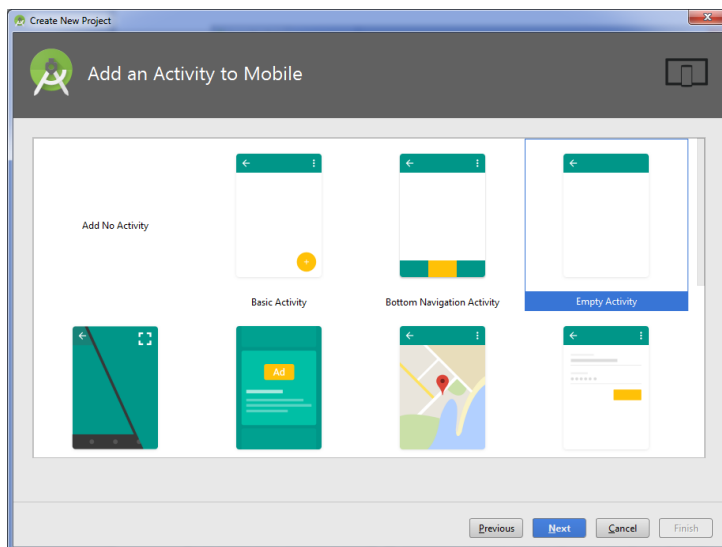 Create New Project
Add an Activity to Mobile
Add No Activity
Basic Activity
Bottom Navigation Activity
Empty Activity
Ad
Previous
Next
Cancel
Finish